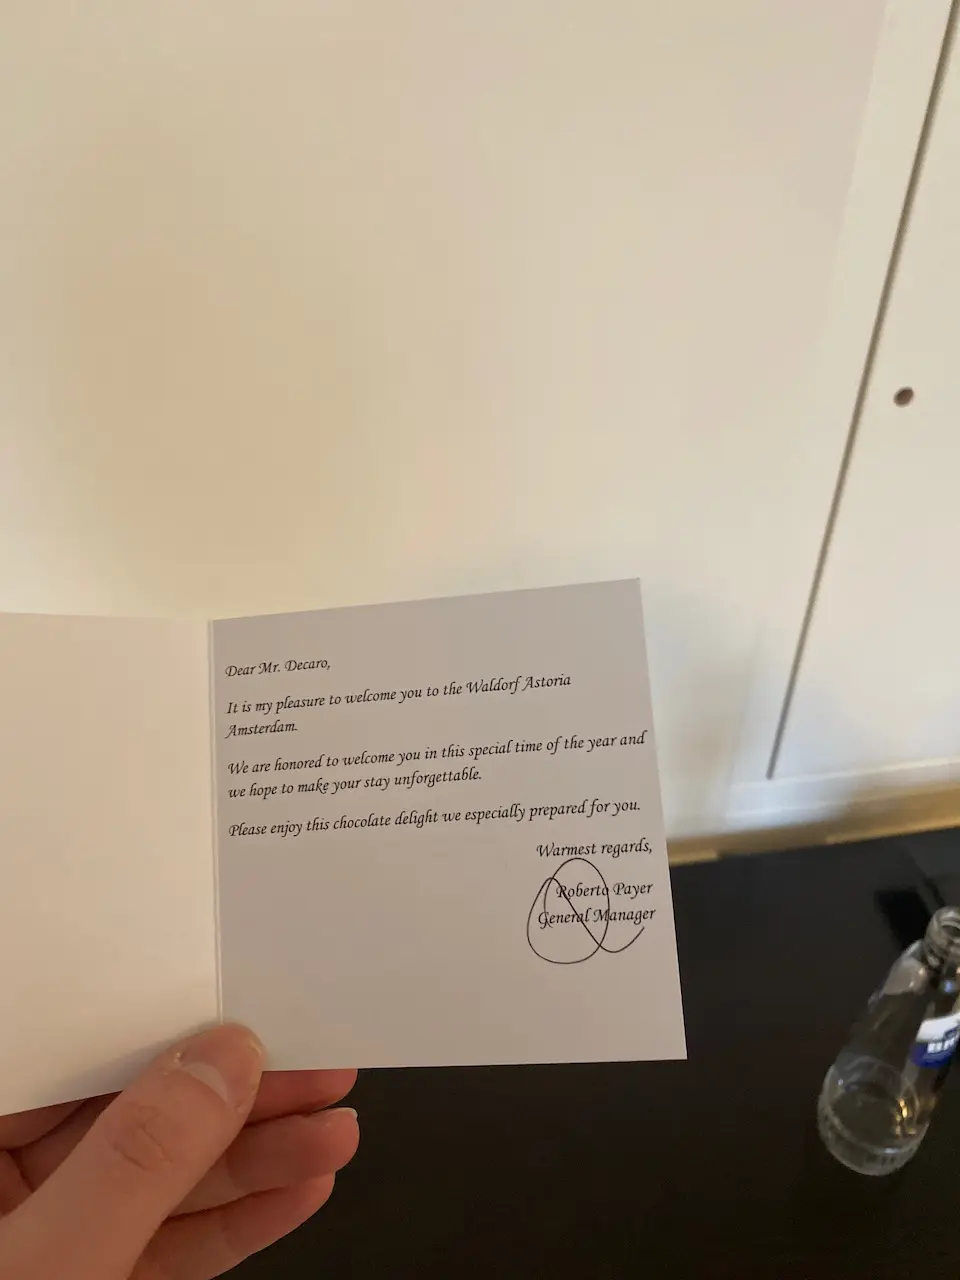 Dear Mr. Decaro,
It is my pleasure to welcome you to the Waldorf Astoria
Amsterdam.
We are honored to welcome you in this special time of the year and
we hope to make your stay unforgettable.
Please enjoy this chocolate delight we especially prepared for you.
Warmest regards,
Roberto Payer
General Manager